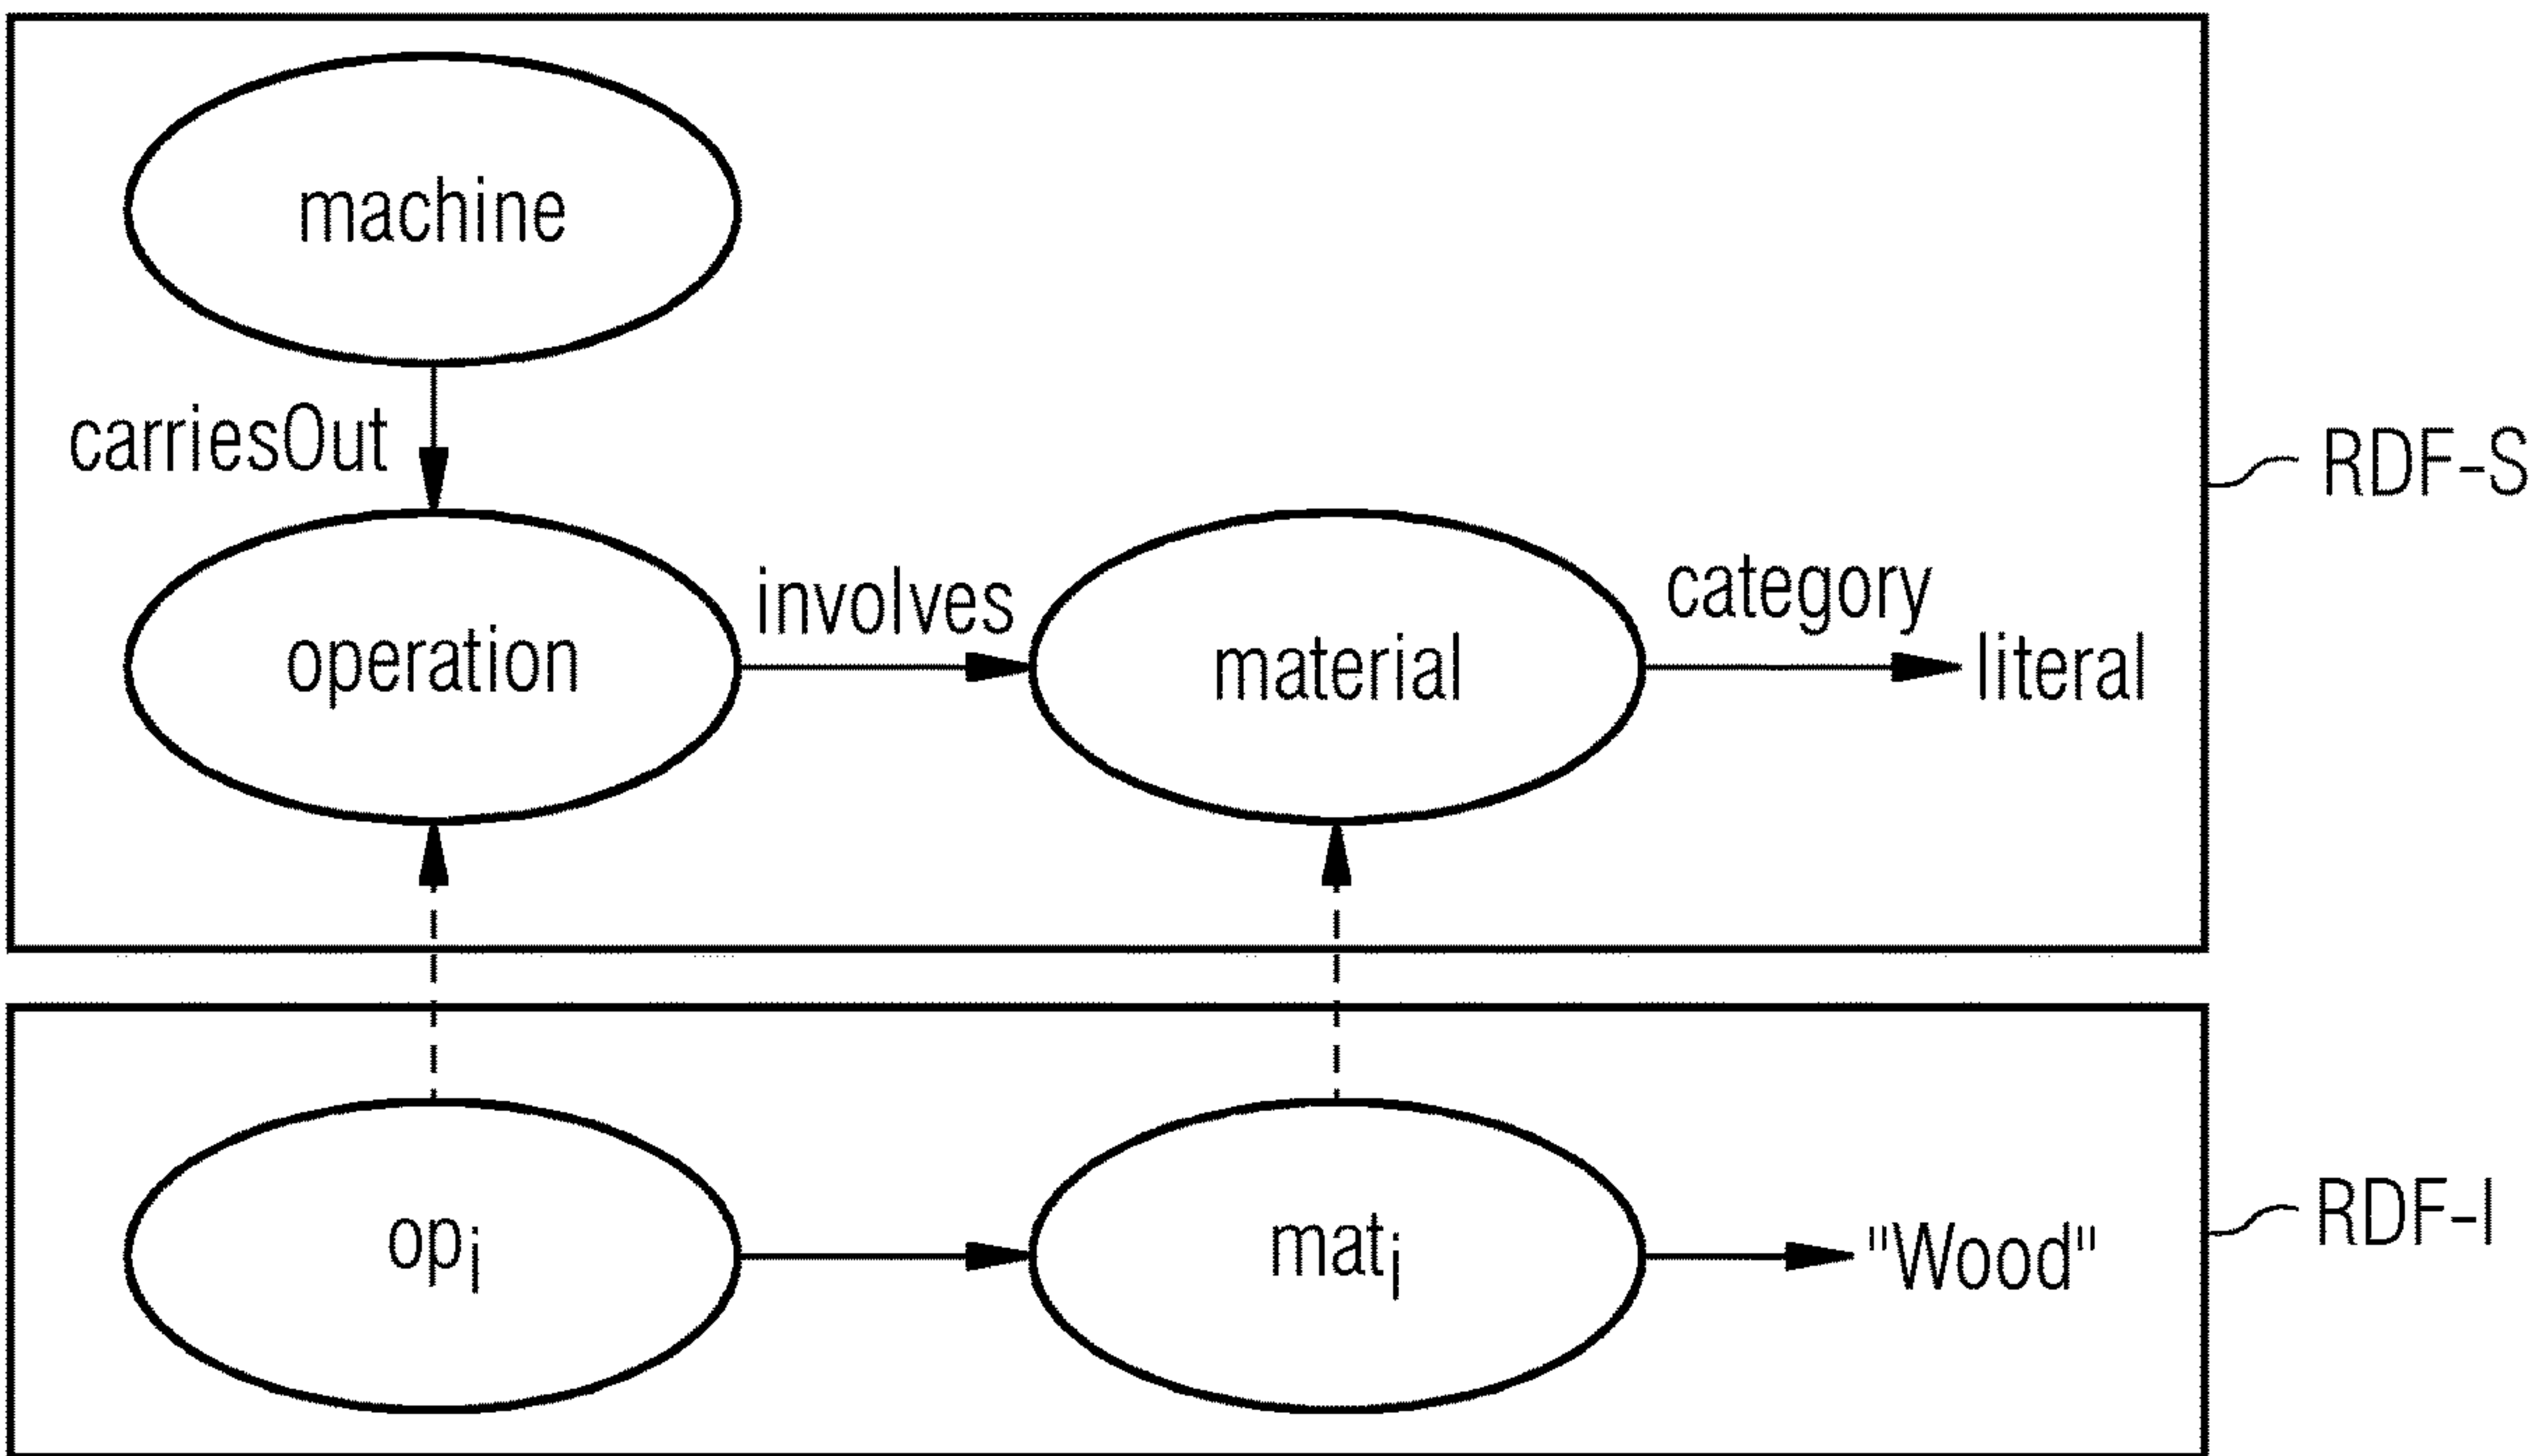 machine
carriesOut
RDF-S
operation
involves
material
category
literal
opi
mati
"Wood"
RDF-I